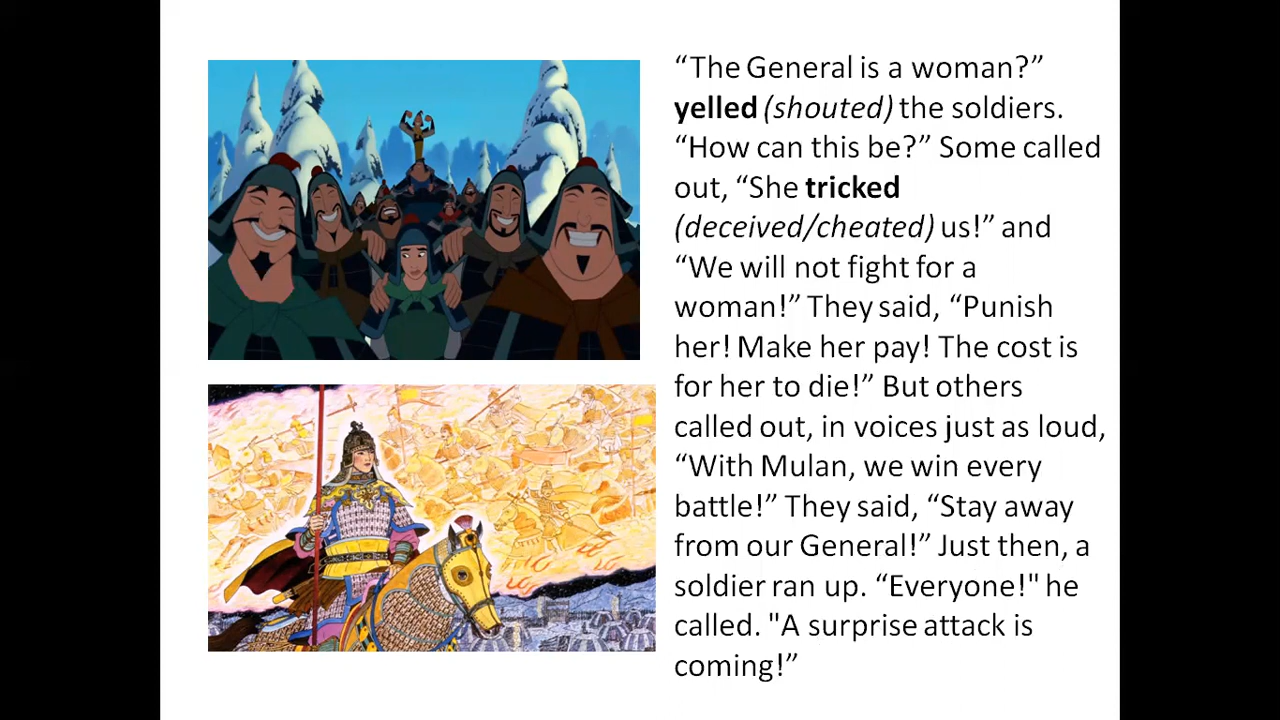 “The General is a woman?”
yelled (shouted) the soldiers.
“How can this be?” Some called
out, “She tricked
(deceived/cheated) us!” and
“We will not fight for a
woman!” They said, “Punish
her! Make her pay! The cost is
for her to die!” But others
called out, in voices just as loud,
“With Mulan, we win every
battle!” They said, “Stay away
from our General!” Just then, a
soldier ran up. “Everyone!" he
called. "A surprise attack is
coming!”